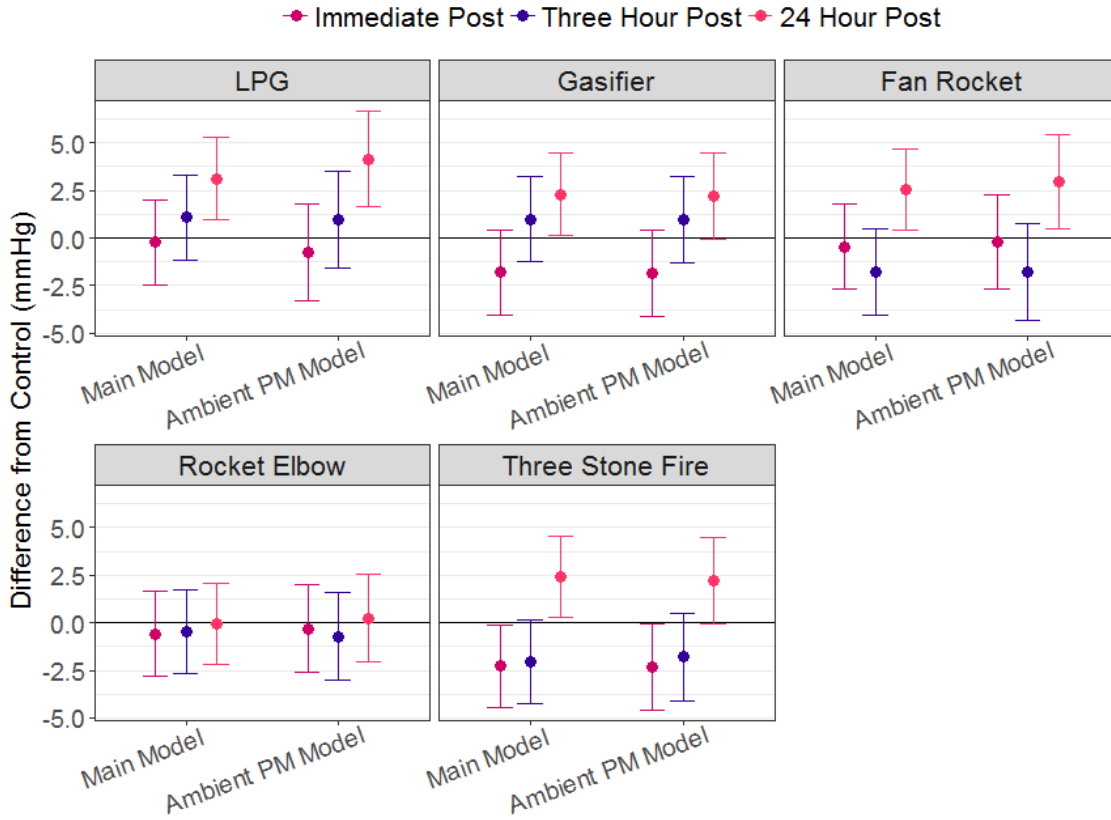 Immediate Post Three Hour Post 24 Hour Post
LPG Gasifier Fan Rocket
Difference from Control (mmHg)
5.0
2.5
0.0
-2.5
-5.0
Main Model Ambient PM Model Main Model Ambient PM Model Main Model Ambient PM Model
Rocket Elbow Three Stone Fire
5.0
2.5
0.0
-2.5
-5.0
Main Model Ambient PM Model Main Model Ambient PM Model